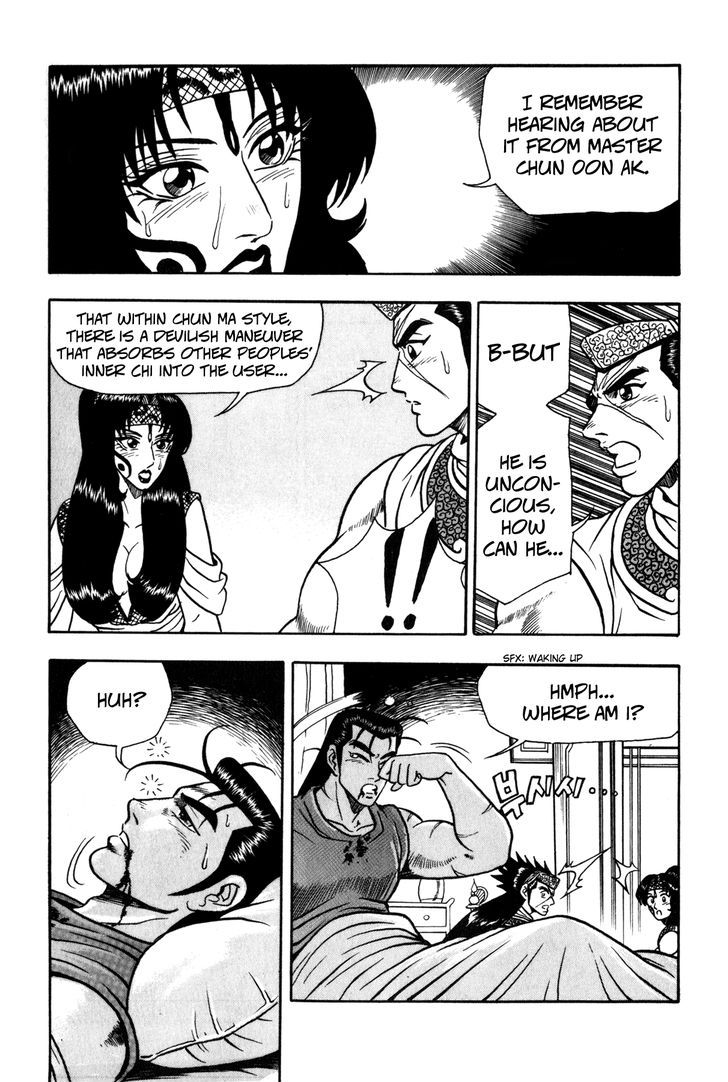 I REMEMBER
HEARING ABOUT
IT FROM MASTER
CHUN OON AK.
THAT WITHIN CHUN MA STYLE,
THERE IS A DEVILISH MANEUVER
THAT ABSORBS OTHER PEOPLES'
INNER CHI INTO THE USER...
!!
B-BUT
HE IS
UNCON-
CIOUS,
HOW
CAN HE...
HUH?
SFX: WAKING UP
HMPH...
WHERE AM I?
부시시...